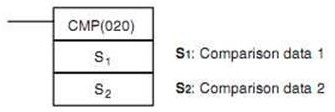 CMP(020)
S1
S2
S1: Comparison data 1
S2: Comparison data 2